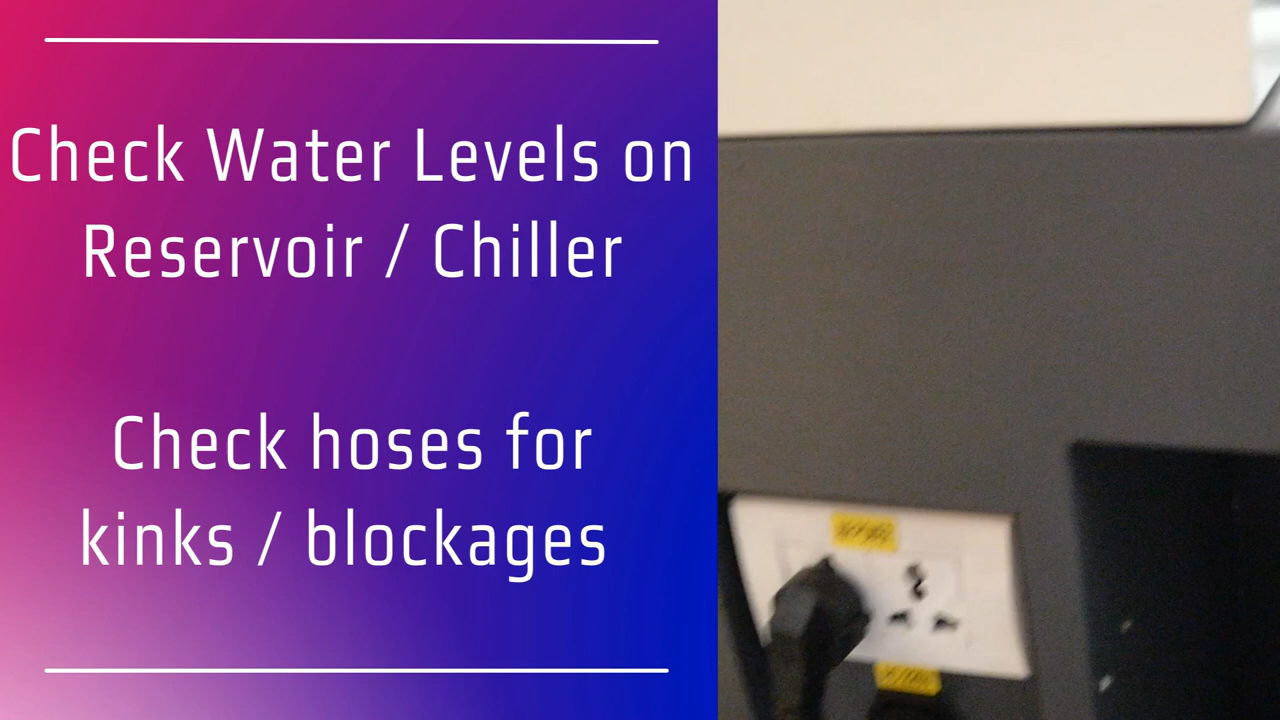 Check Water Levels on
Reservoir / Chiller
Check hoses for
kinks / blockages